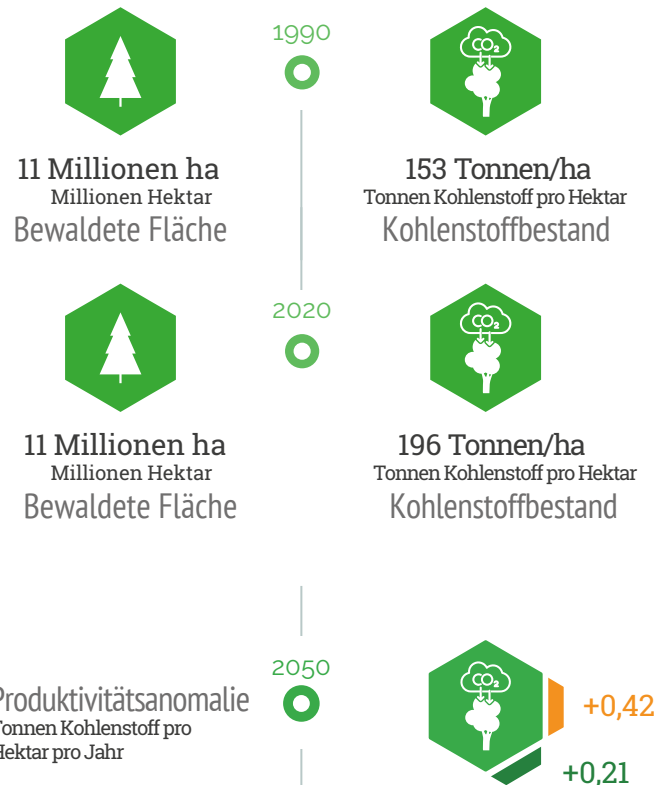 1990
CO₂
11 Millionen ha
Millionen Hektar
Bewaldete Fläche
153 Tonnen/ha
Tonnen Kohlenstoff pro Hektar
Kohlenstoffbestand
2020
CO₂
11 Millionen ha
Millionen Hektar
Bewaldete Fläche
196 Tonnen/ha
Tonnen Kohlenstoff pro Hektar
Kohlenstoffbestand
2050
Produktivitätsanomalie
Tonnen Kohlenstoff pro
Hektar pro Jahr
CO₂
+0,42
+0,21